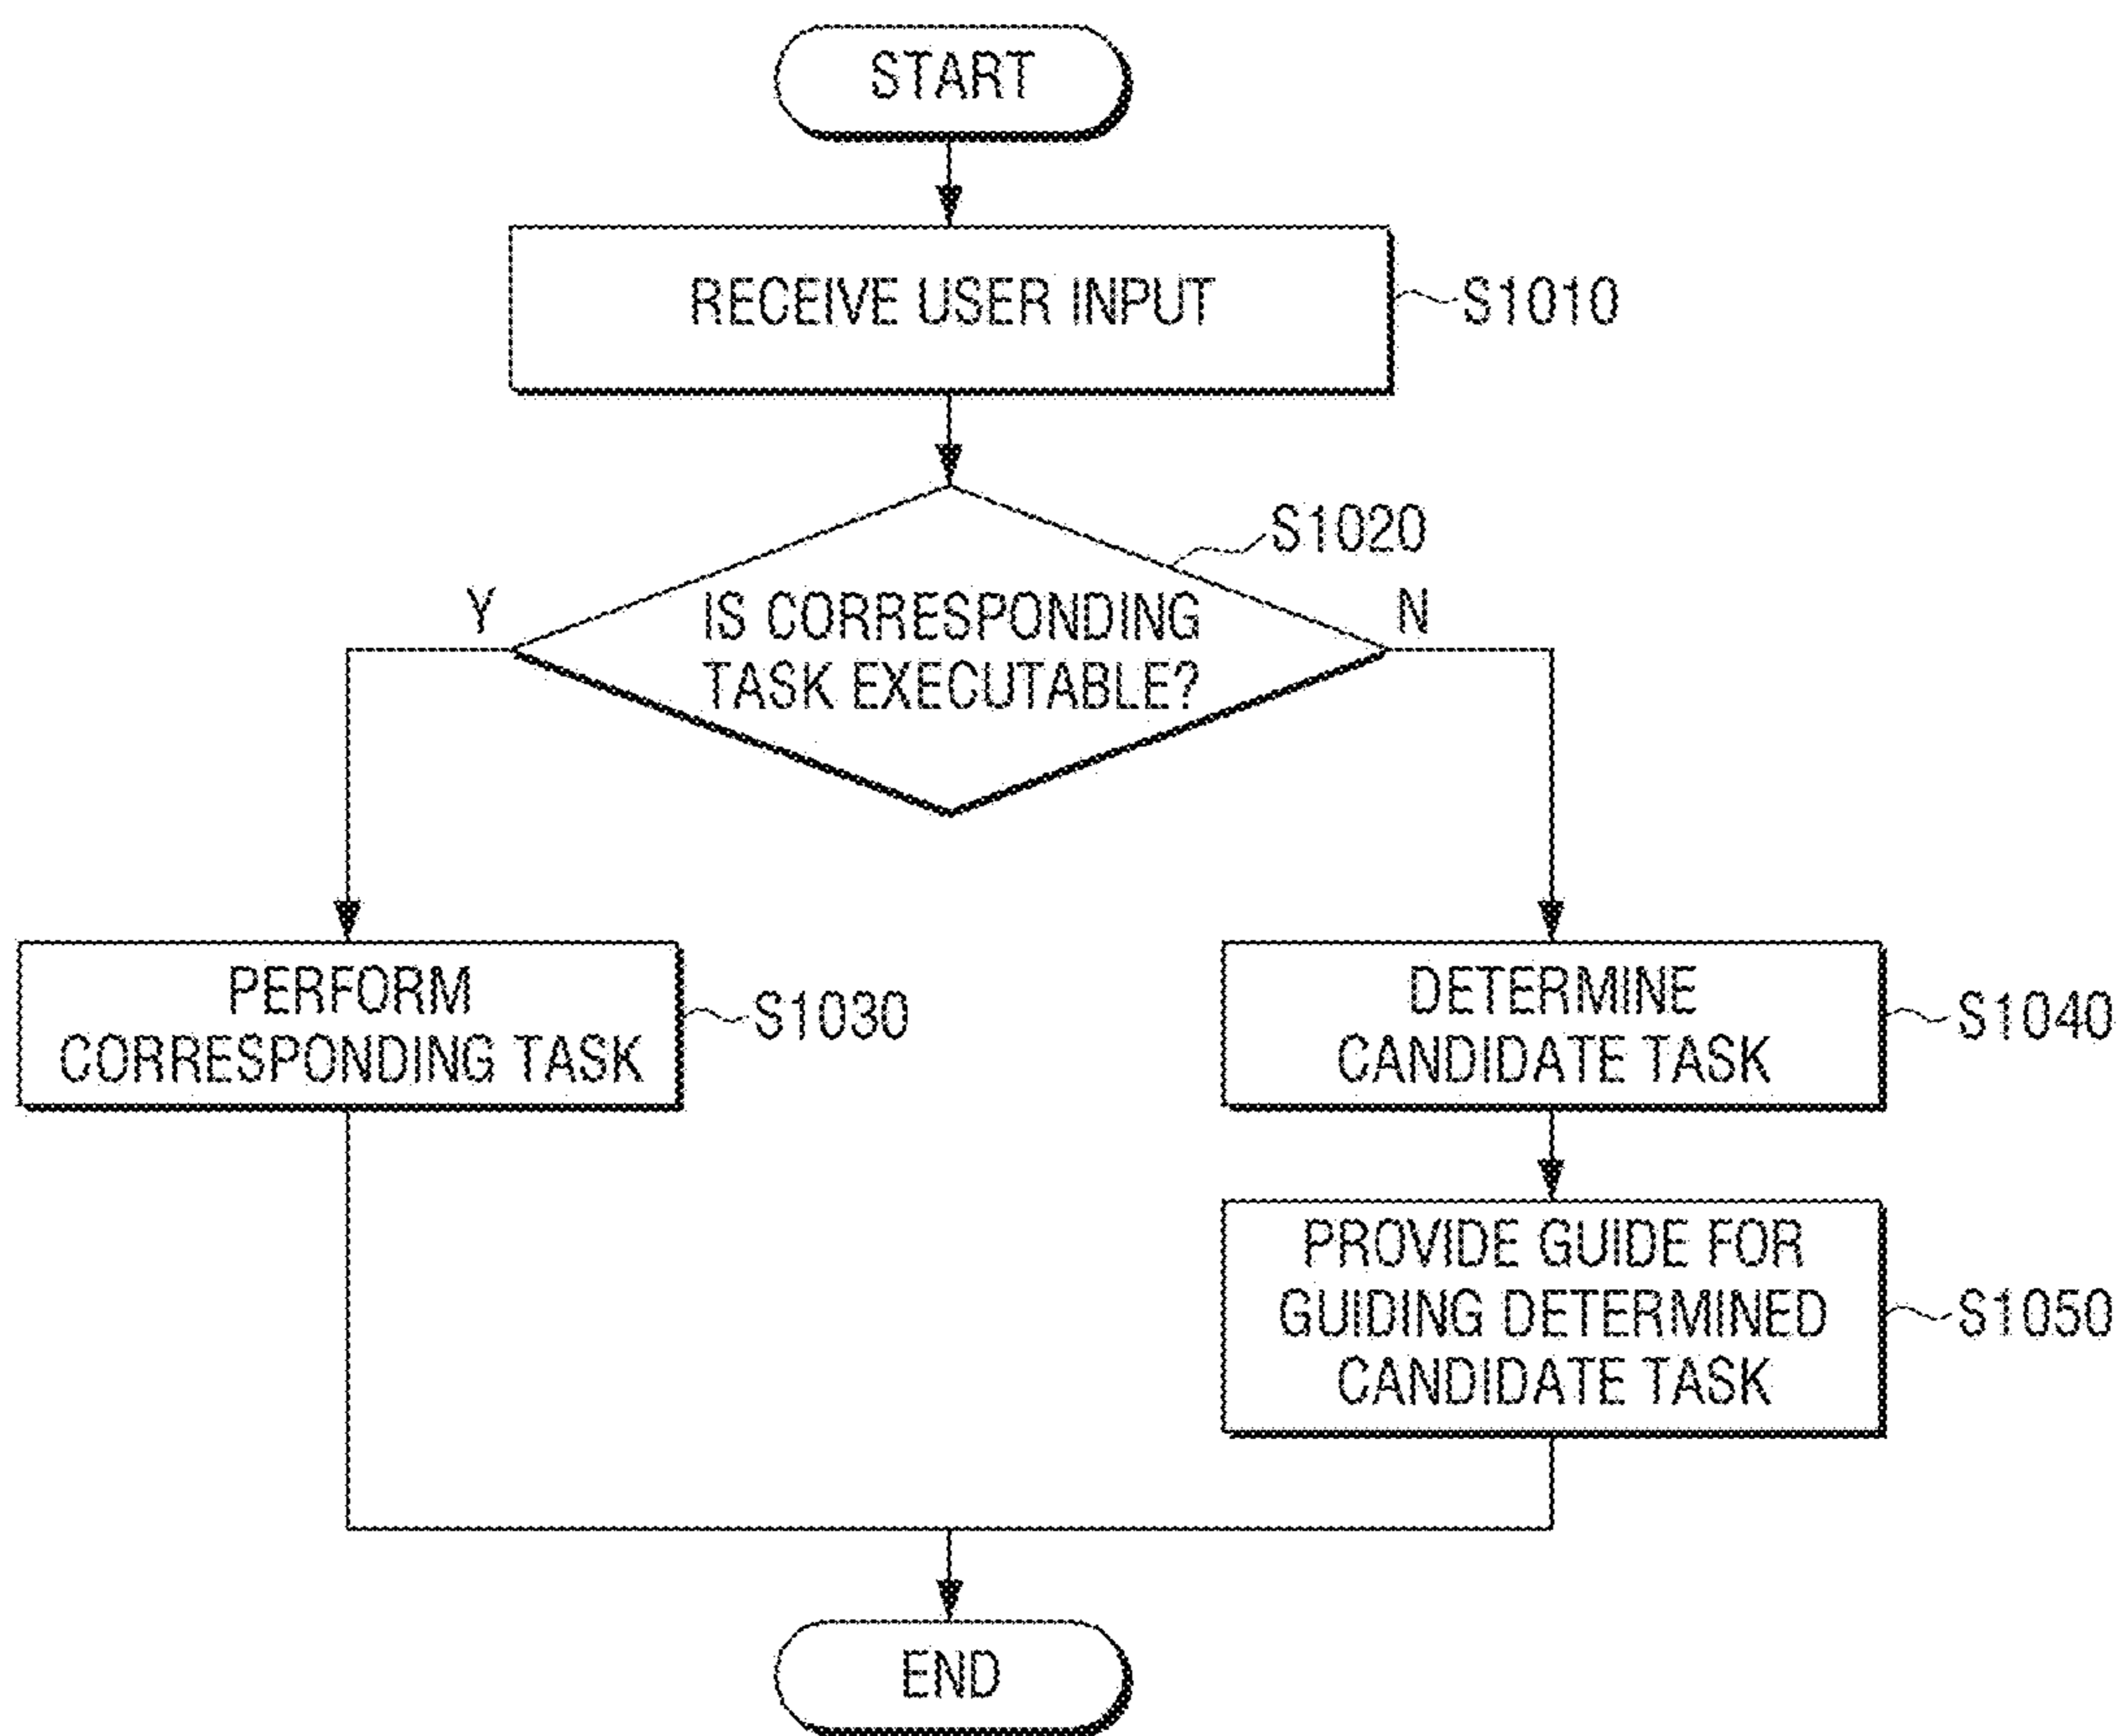 START
RECEIVE USER INPUT
S1010
S1020
Y
IS CORRESPONDING
TASK EXECUTABLE?
N
PERFORM
CORRESPONDING TASK
S1030
DETERMINE
CANDIDATE TASK
S1040
PROVIDE GUIDE FOR
GUIDING DETERMINED
CANDIDATE TASK
S1050
END